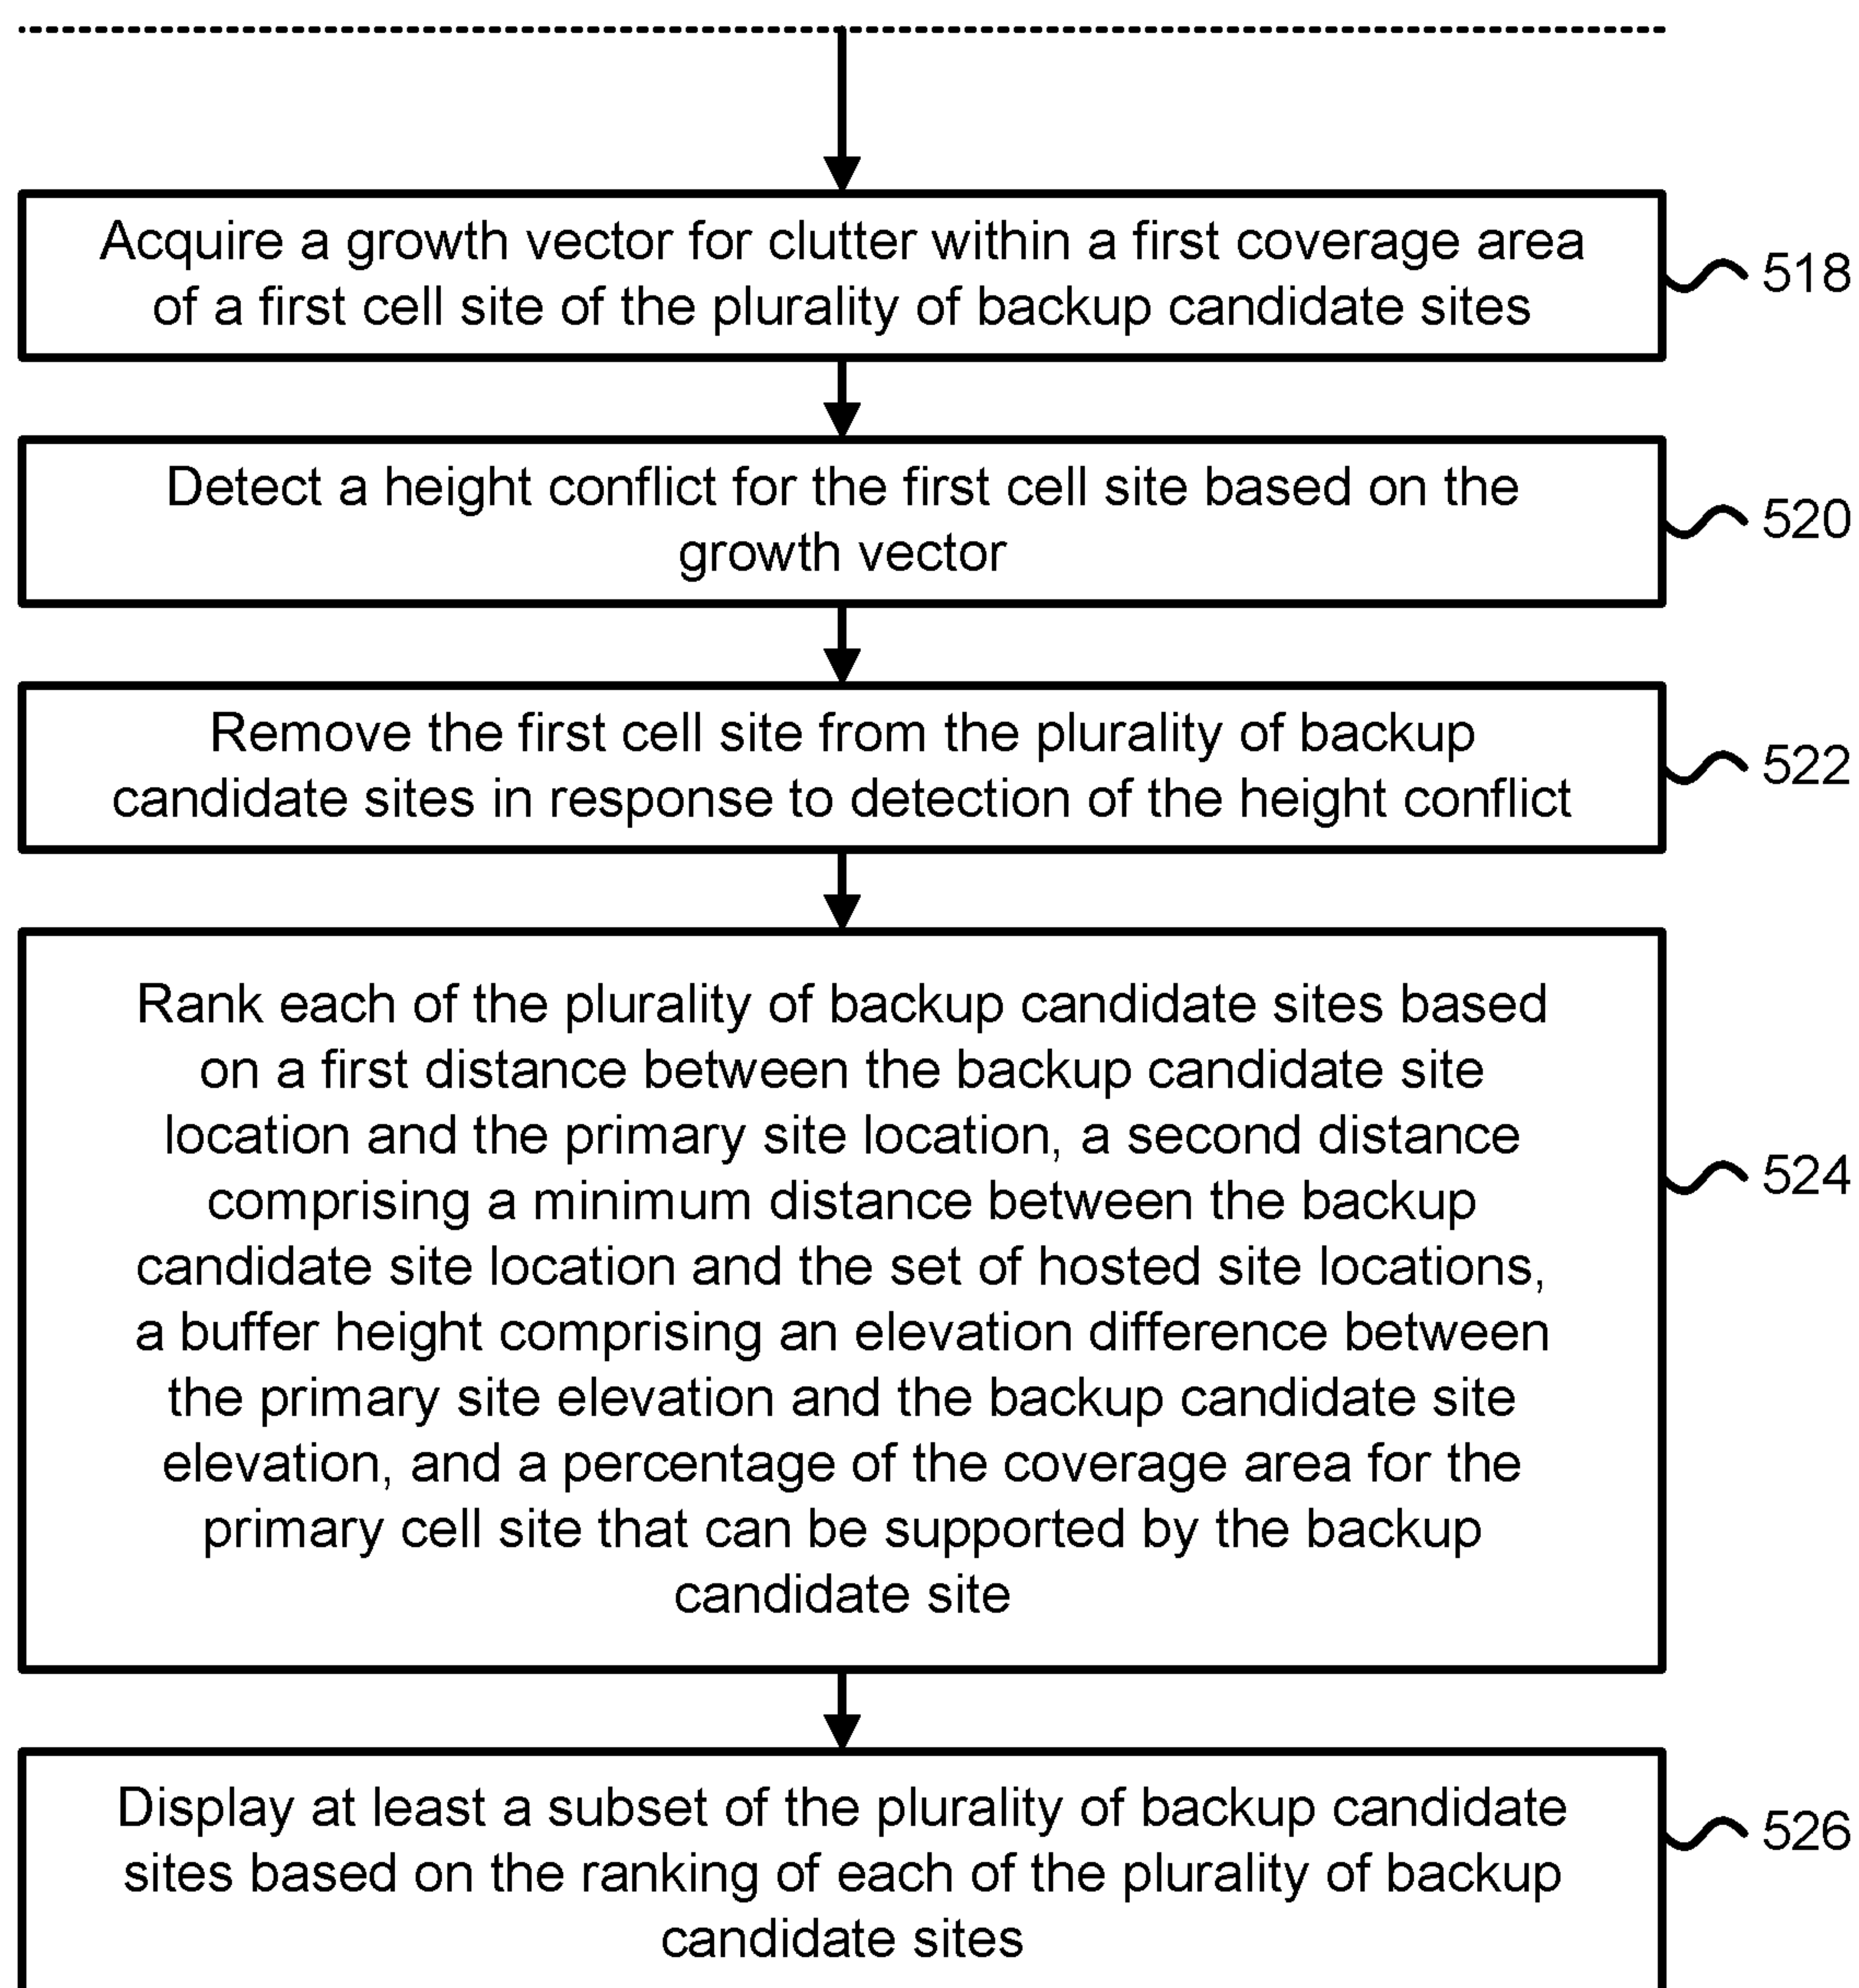 Acquire a growth vector for clutter within a first coverage area
of a first cell site of the plurality of backup candidate sites
518
Detect a height conflict for the first cell site based on the
growth vector
520
Remove the first cell site from the plurality of backup
candidate sites in response to detection of the height conflict
522
Rank each of the plurality of backup candidate sites based
on a first distance between the backup candidate site
location and the primary site location, a second distance
comprising a minimum distance between the backup
candidate site location and the set of hosted site locations,
a buffer height comprising an elevation difference between
the primary site elevation and the backup candidate site
elevation, and a percentage of the coverage area for the
primary cell site that can be supported by the backup
candidate site
524
Display at least a subset of the plurality of backup candidate
sites based on the ranking of each of the plurality of backup
candidate sites
526